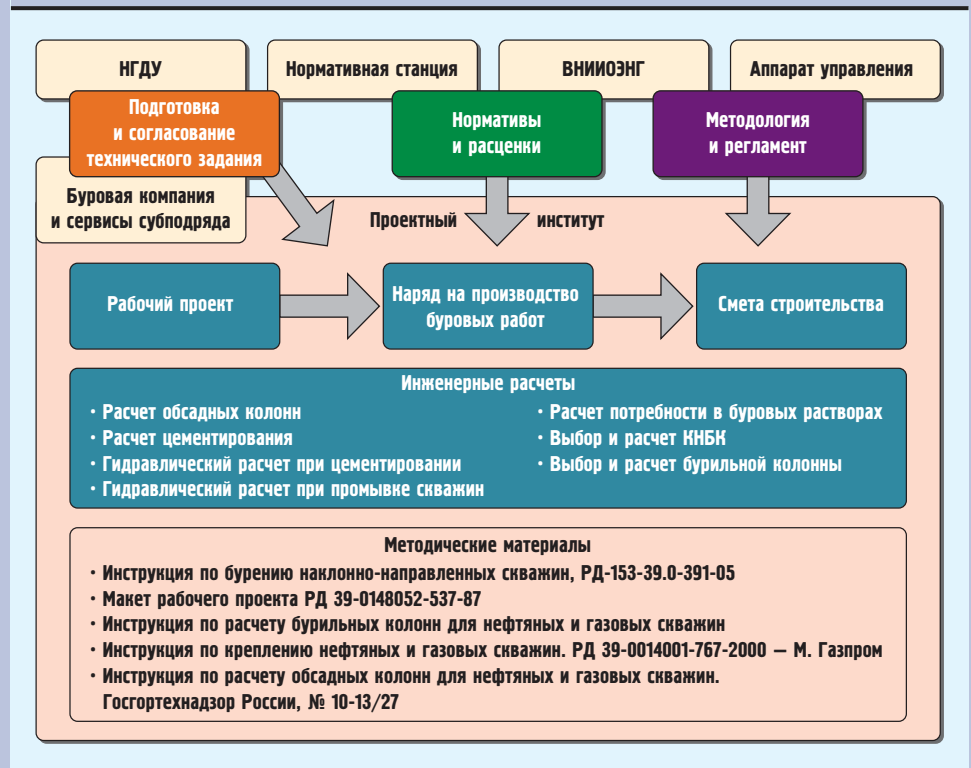 НГДУ
Нормативная станция
ВНИИОЭНГ
Аппарат управления
Подготовка
и согласование
технического задания
Нормативы
и расценки
Методология
и регламент
Буровая компания
и сервисы субподряда
Проектный институт
Рабочий проект
Наряд на производство
буровых работ
Смета строительства
Инженерные расчеты
· Расчет обсадных колонн
· Расчет цементирования
· Гидравлический расчет при цементировании
· Гидравлический расчет при промывке скважин
· Расчет потребности в буровых растворах
· Выбор и расчет КНБК
· Выбор и расчет бурильной колонны
Методические материалы
· Инструкция по бурению наклонно-направленных скважин, РД-153-39.0-391-05
· Макет рабочего проекта РД 39-0148052-537-87
· Инструкция по расчету бурильных колонн для нефтяных и газовых скважин
· Инструкция по креплению нефтяных и газовых скважин. РД 39-0014001-767-2000 — М. Газпром
· Инструкция по расчету обсадных колонн для нефтяных и газовых скважин.
Госгортехнадзор России, № 10-13/27